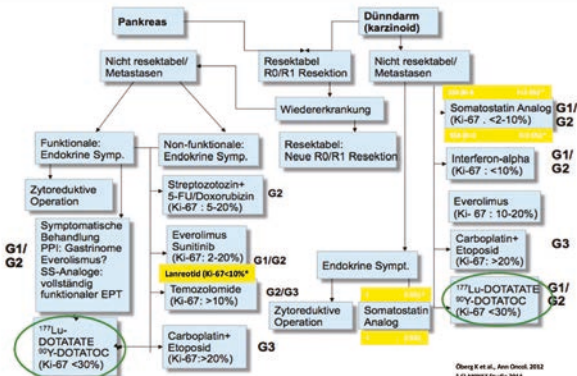 Pankreas
Dünndarm
(karzinoid)
Nicht resektabel/
Metastasen
Resektabel
R0/R1 Resektion
Nicht resektabel/
Metastasen
Wiedererkrankung
Resektabel:
Neue R0/R1 Resektion
Somatostatin Analog
(Ki-67 . <2-10%)
G1/
G2
Funktionale:
Endokrine Symp.
Non-funktionale:
Endokrine Symp.
Interferon-alpha
(Ki-67 : <10%)
G1/
G2
Zytoreduktive
Operation
Streptozotozin+
5-FU/Doxorubizin
(Ki-67 : 5-20%)
G2
Everolimus
(Ki- 67 : 10-20%)
G1/
G2
Symptomatische
Behandlung
PPI: Gastrinome
Everolismus?
SS-Analoge:
vollständig
funktionaler EPT
Everolimus
Sunitinib
(Ki-67: 2-20%)
G1/G2
Carboplatin+
Etoposid
(Ki-67: >20%)
G3
Lanreotid (Ki-67<10%*
Temozolomide
(Ki-67: >10%)
G2/G3
Endokrine Sympt.
Zytoreduktive
Operation
Somatostatin
Analog
177Lu-DOTATATE
90Y-DOTATOC
(Ki-67 <30%)
G1/
G2
177Lu-
DOTATATE
90Y-DOTATOC
(Ki-67 <30%)
Carboplatin+
Etoposid
(Ki-67:>20%)
G3
Öberg K et al., Ann Oncol. 2012